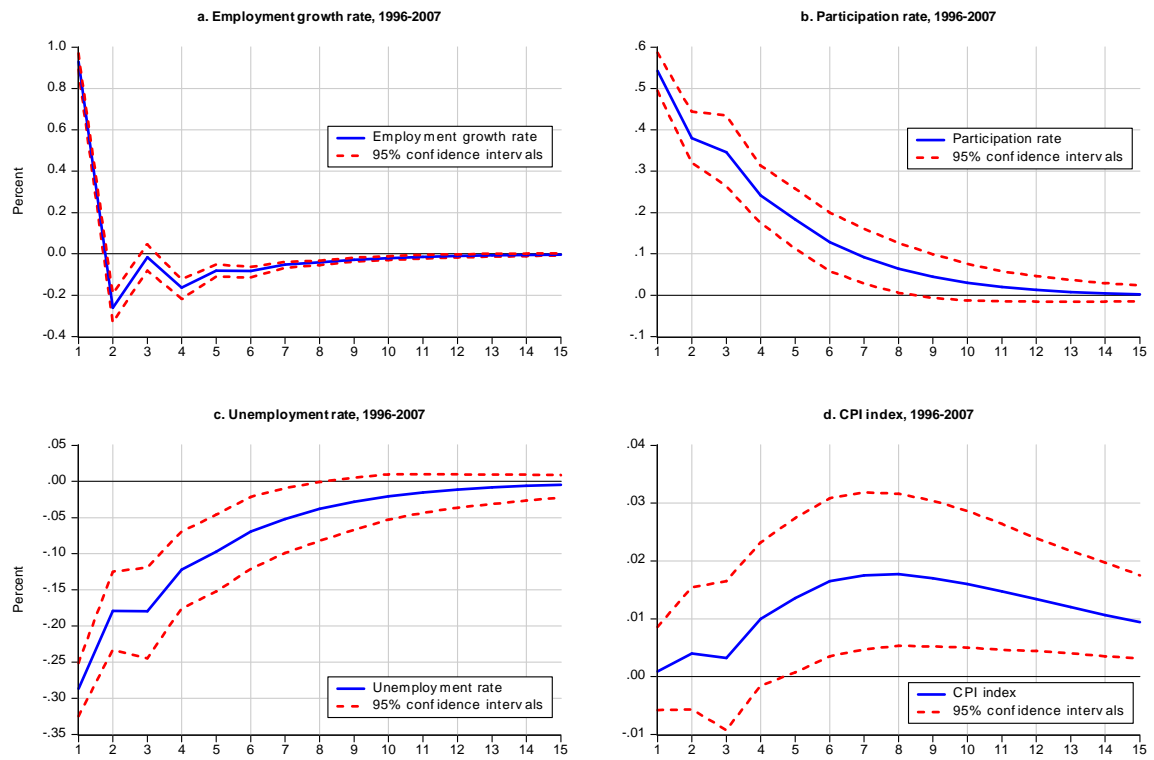 a. Employment growth rate, 1996-2007
1.0
0.8
0.6
0.4
0.2
0.0
-0.2
-0.4
Percent
Employment growth rate
95% confidence intervals
1 2 3 4 5 6 7 8 9 10 11 12 13 14 15
b. Participation rate, 1996-2007
.6
.5
.4
.3
.2
.1
.0
-.1
Participation rate
95% confidence intervals
1 2 3 4 5 6 7 8 9 10 11 12 13 14 15
c. Unemployment rate, 1996-2007
.05
.00
-.05
-.10
-.15
-.20
-.25
-.30
-.35
Percent
Unemployment rate
95% confidence intervals
1 2 3 4 5 6 7 8 9 10 11 12 13 14 15
d. CPI index, 1996-2007
.04
.03
.02
.01
.00
-.01
CPI index
95% confidence intervals
1 2 3 4 5 6 7 8 9 10 11 12 13 14 15